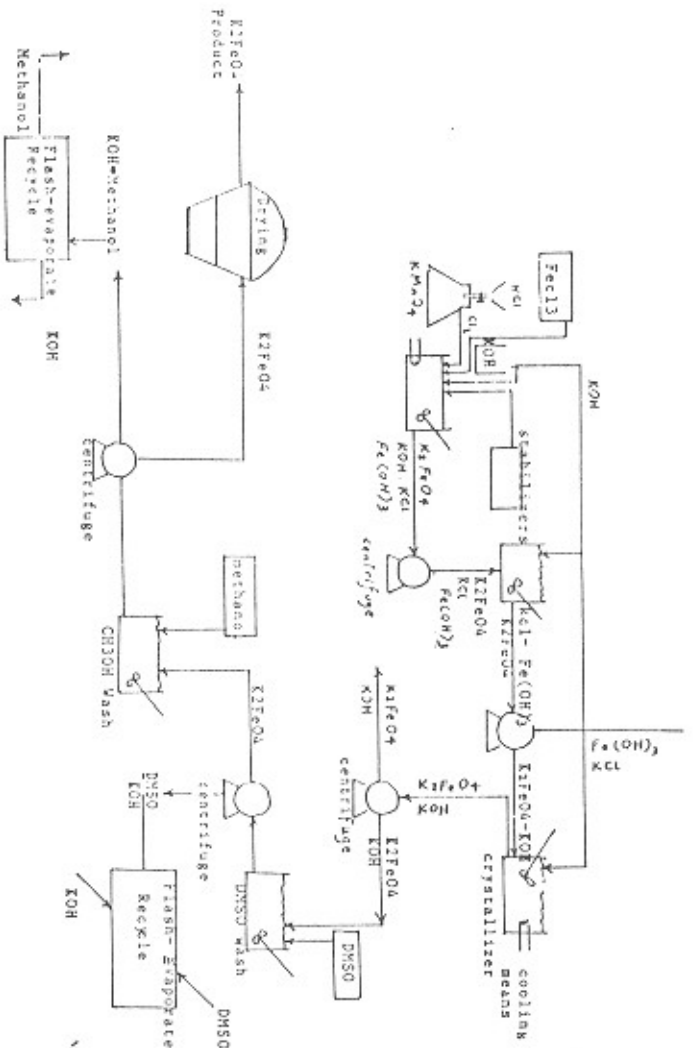 Fecl3
HCl
KMnO4
Cl2
KOH
KOH
stabilizers
K2FeO4
KOH. KCl
Fe(OH)3
centrifuge
K2FeO4
KCL
Fe(OH)3
kcl- Fe(OH)3
K2FeO4
Fe(OH)3
KCL
K2FeO4-KOH
crystallizer
cooling
means
K2FeO4
KOH
K2FeO4
KOH
centrifuge
K2FeO4
KOH
DMSO
DMSO wash
centrifuge
DMSO
KOH
Flash- Evaporate
Recycle
KOH
DMSO
K2FeO4
methano
CH3OH Wash
centrifuge
K2FeO4
Drying
K2FeO4
Product
KOH=Methanol
Flash-evaporate
Recycle
Methanol
KOH